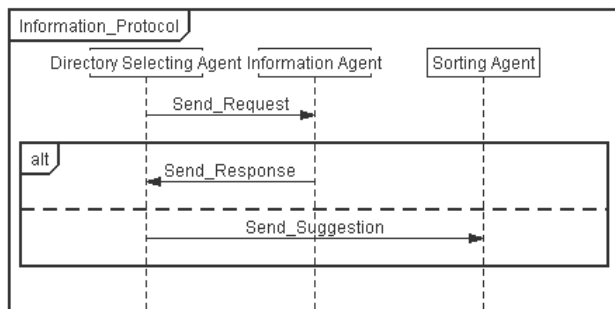 Information_Protocol
Directory Selecting Agent Information Agent Sorting Agent
Send_Request
alt
Send_Response
Send_Suggestion